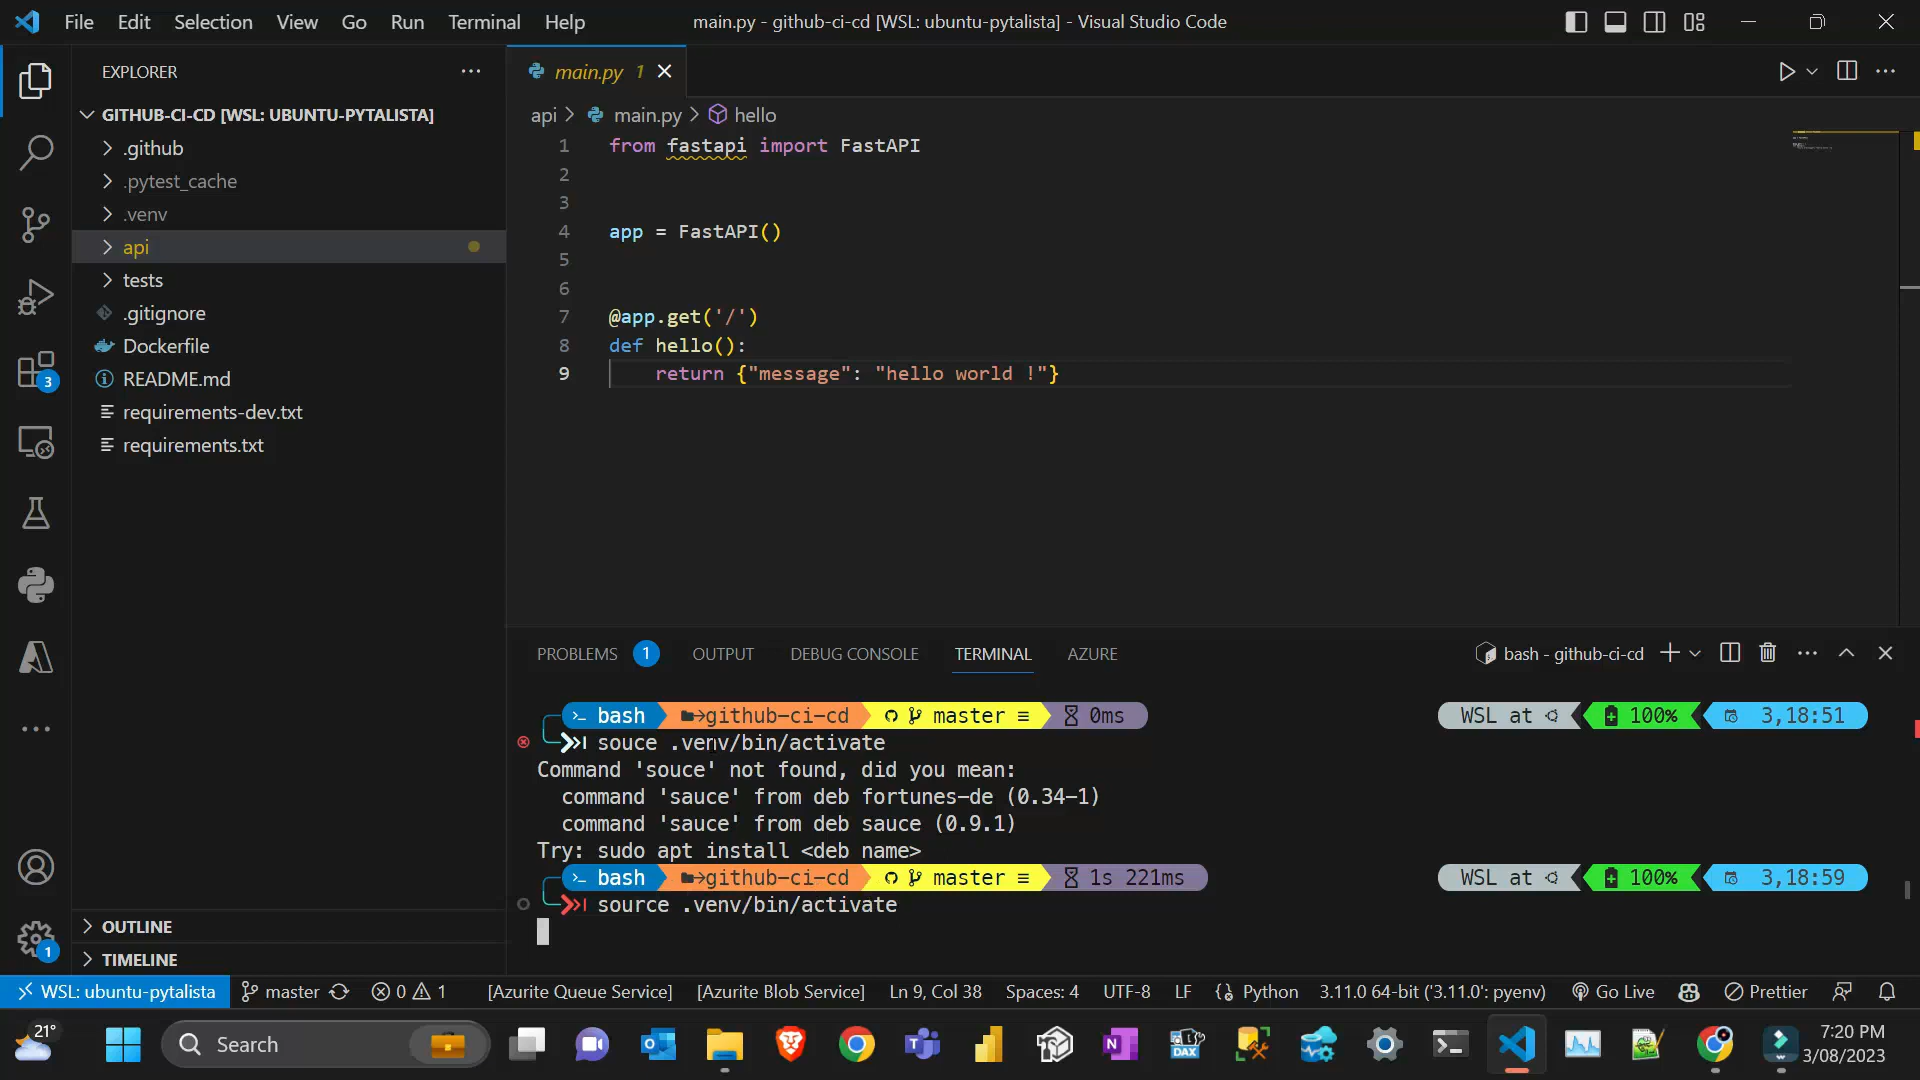 File Edit Selection View Go Run Terminal Help
main.py - github-ci-cd [WSL: ubuntu-pytalista] - Visual Studio Code
EXPLORER
GITHUB-CI-CD [WSL: UBUNTU-PYTALISTA]
.github
.pytest_cache
.venv
api
tests
.gitignore
Dockerfile
README.md
requirements-dev.txt
requirements.txt
OUTLINE
TIMELINE
3
1
main.py 1
api > main.py > hello
1 from fastapi import FastAPI
2
3
4 app = FastAPI()
5
6
7 @app.get('/')
8 def hello():
9 return {"message": "hello world !"}
PROBLEMS 1 OUTPUT DEBUG CONSOLE TERMINAL AZURE
bash - github-ci-cd
bash github-ci-cd master ≡ 0ms WSL at 100% 3,18:51
souce .venv/bin/activate
Command 'souce' not found, did you mean:
command 'sauce' from deb fortunes-de (0.34-1)
command 'sauce' from deb sauce (0.9.1)
Try: sudo apt install <deb name>
bash github-ci-cd master ≡ 1s 221ms WSL at 100% 3,18:59
source .venv/bin/activate
WSL: ubuntu-pytalista master 0 1 [Azurite Queue Service] [Azurite Blob Service] Ln 9, Col 38 Spaces: 4 UTF-8 LF Python 3.11.0 64-bit ('3.11.0': pyenv) Go Live Prettier
21°
Search
DAX
7:20 PM
3/08/2023